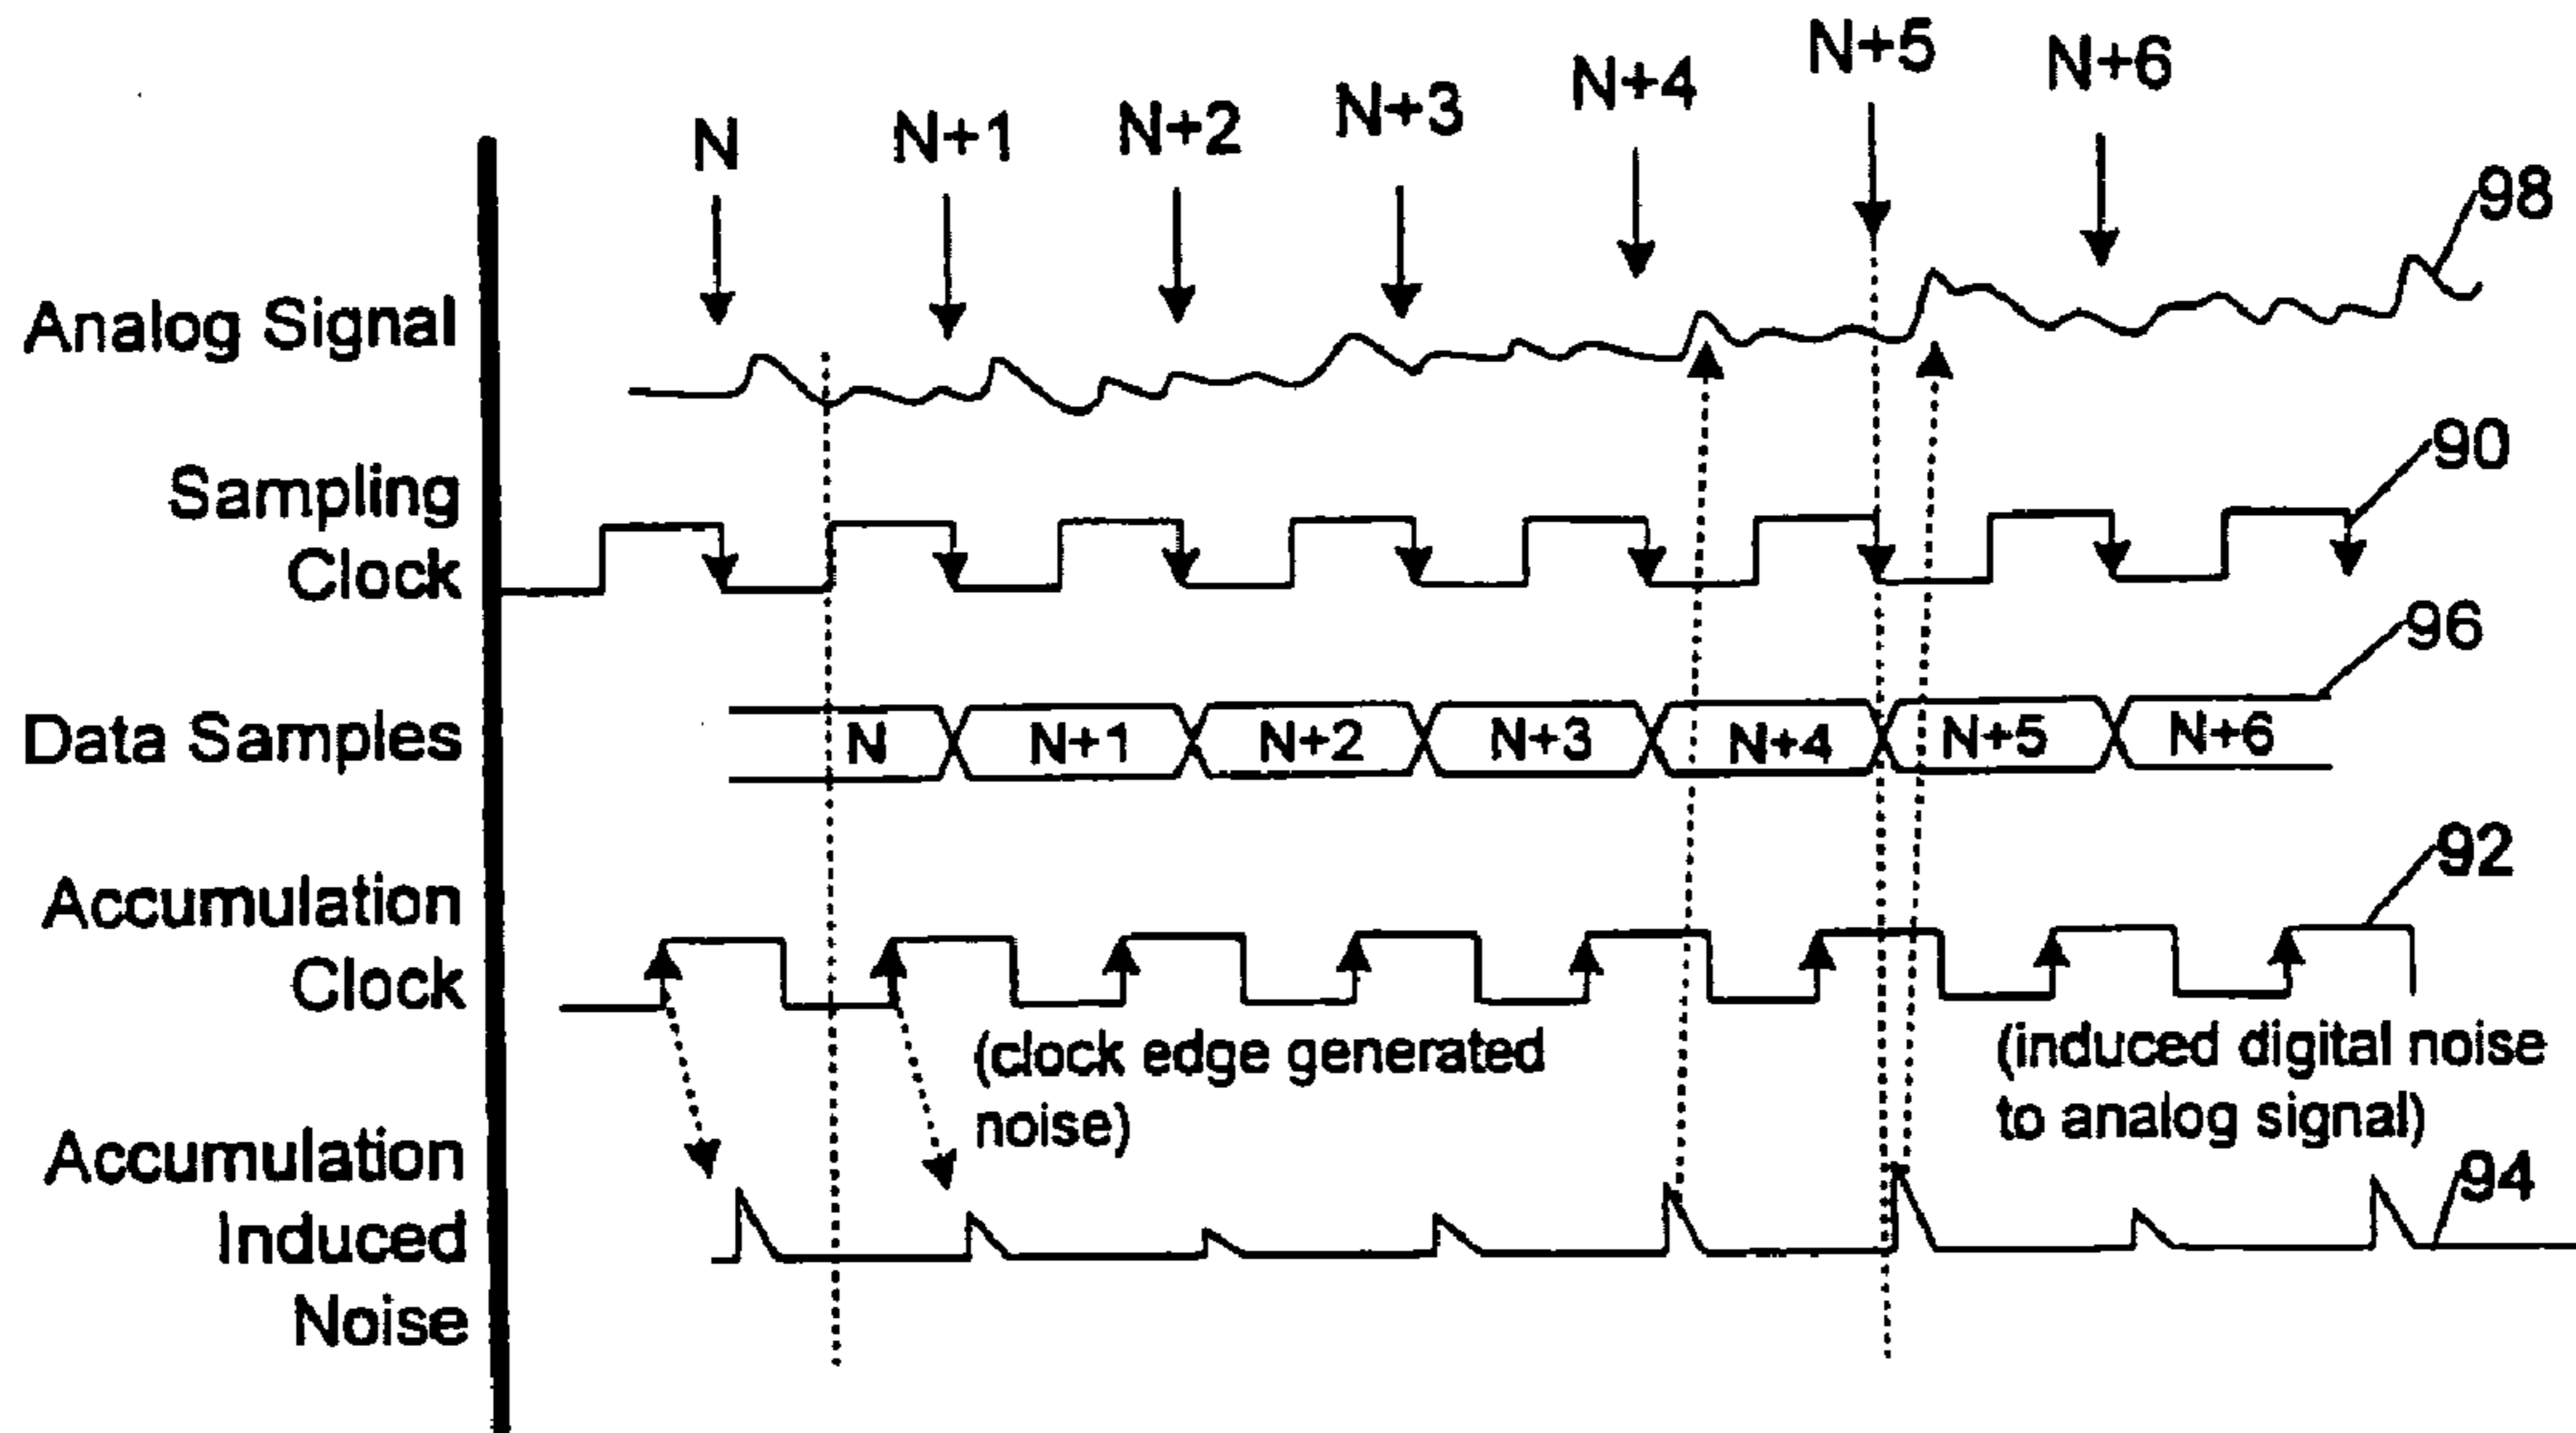 N
N+1
N+2
N+3
N+4
N+5
N+6
98
Analog Signal
90
Sampling
Clock
96
Data Samples
N
N+1
N+2
N+3
N+4
N+5
N+6
92
Accumulation
Clock
(clock edge generated
noise)
(induced digital noise
to analog signal)
94
Accumulation
Induced
Noise